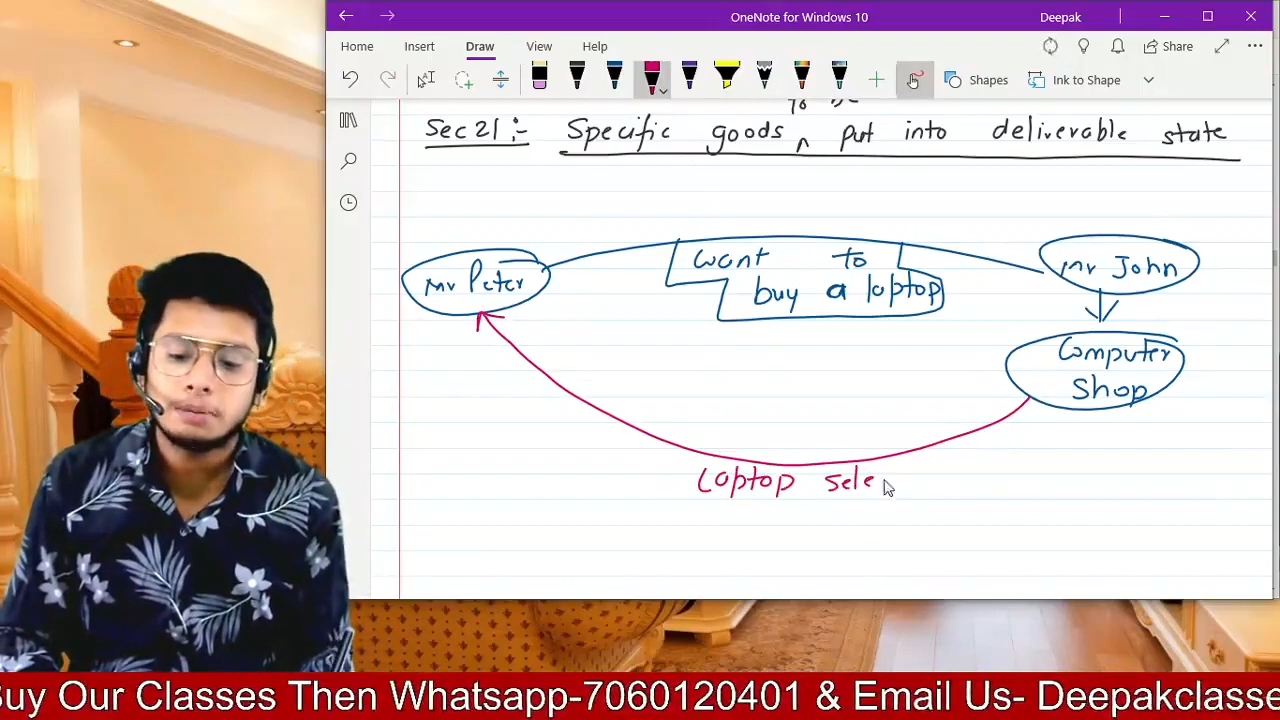 OneNote for Windows 10
Deepak
Home Insert Draw View Help
Share
Shapes
Ink to Shape
to be
Sec 21 :- Specific goods put into deliverable state
Mr Peter
want to
buy a laptop
Mr John
Computer
Shop
Laptop sele
Buy Our Classes Then Whatsapp-7060120401 & Email Us- Deepakclasse